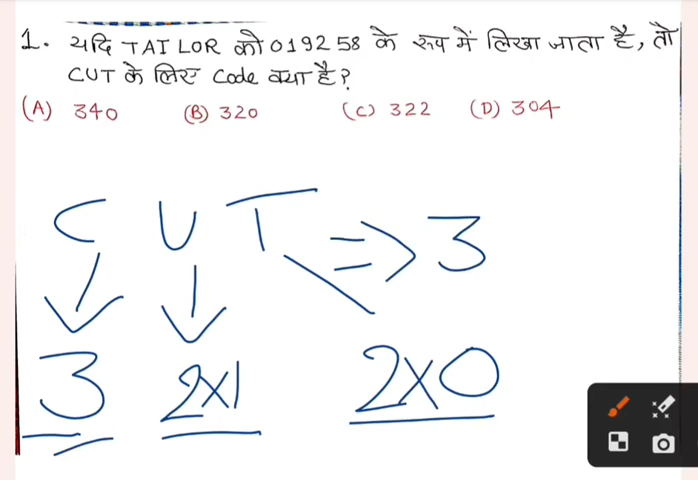 1. यदि TAILOR को 019258 के रूप में लिखा जाता है, तो
CUT के लिए Code क्या है?
(A) 340 (B) 320 (C) 322 (D) 304
C U T => 3
3 2x1 2x0